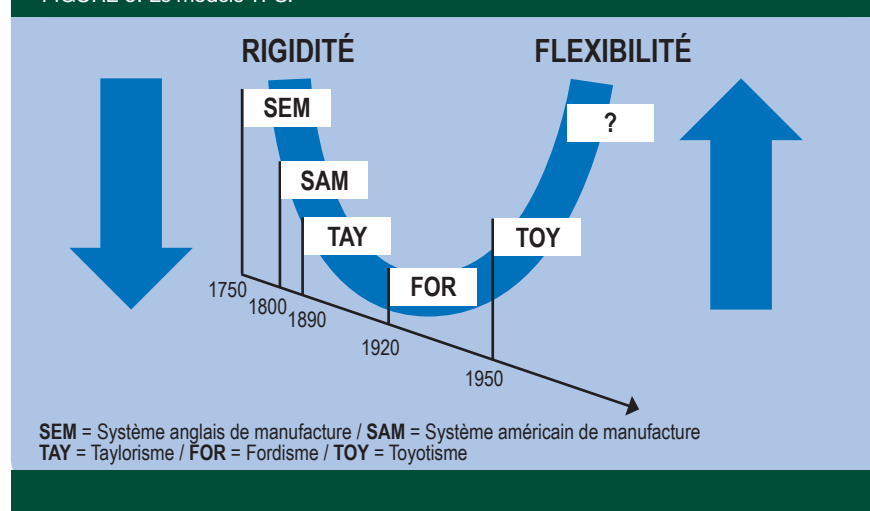 RIGIDITÉ FLEXIBILITÉ
SEM
?
SAM
TAY TOY
FOR
1750
1800
1890
1920
1950
SEM = Système anglais de manufacture / SAM = Système américain de manufacture
TAY = Taylorisme / FOR = Fordisme / TOY = Toyotisme